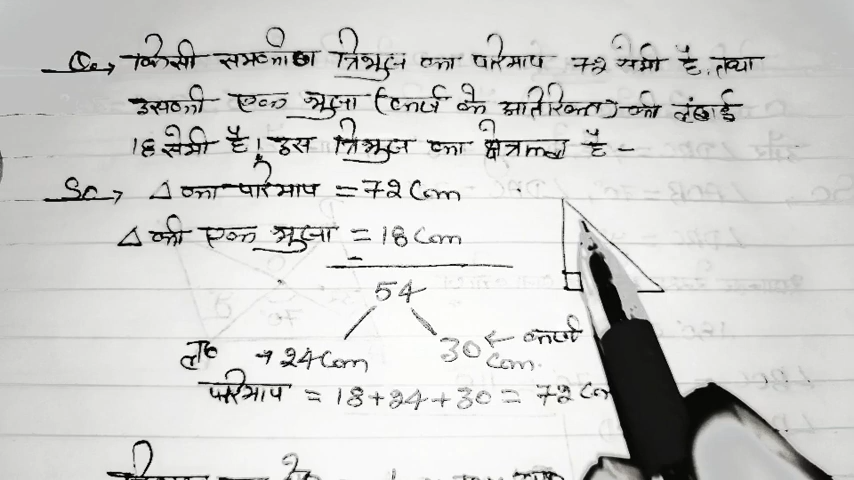 Q. → किसी समकोण त्रिभुज का परिमाप 72 सेमी है, तथा
उसकी एक भुजा (कर्ण के अतिरिक्त) की लंबाई
18 सेमी है। इस त्रिभुज का क्षेत्रफल है -
So → △ का परिमाप = 72 Cm
△ की एक भुजा = 18 Cm
54
लंब → 24 Cm 30 Cm ← कर्ण
परिमाप = 18 + 24 + 30 = 72 Cm